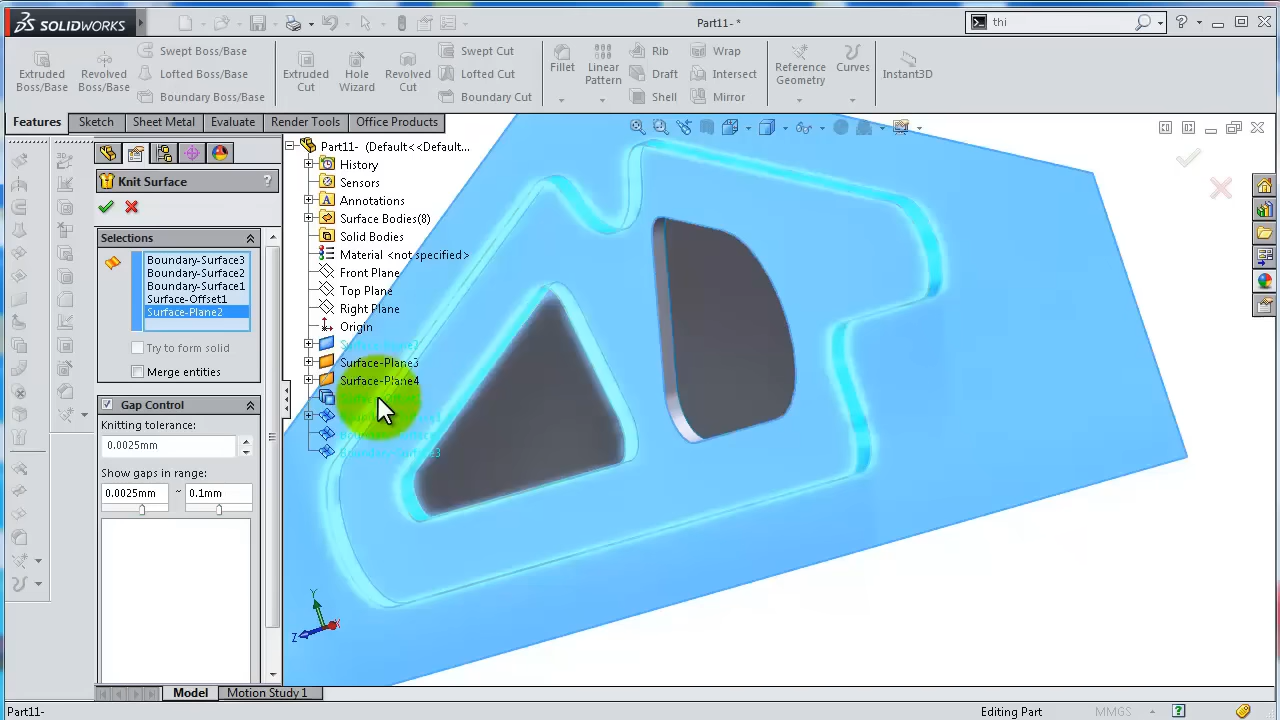 SOLIDWORKS
Part11- *
thi
Extruded Boss/Base
Revolved Boss/Base
Swept Boss/Base
Lofted Boss/Base
Boundary Boss/Base
Extruded Cut
Hole Wizard
Revolved Cut
Swept Cut
Lofted Cut
Boundary Cut
Fillet
Linear Pattern
Rib
Draft
Shell
Wrap
Intersect
Mirror
Reference Geometry
Curves
Instant3D
Features
Sketch
Sheet Metal
Evaluate
Render Tools
Office Products
Knit Surface
?
Selections
Boundary-Surface3
Boundary-Surface2
Boundary-Surface1
Surface-Offset1
Surface-Plane2
Try to form solid
Merge entities
Gap Control
Knitting tolerance:
0.0025mm
Show gaps in range:
0.0025mm ~ 0.1mm
Part11- (Default<<Default...
History
Sensors
Annotations
Surface Bodies(8)
Solid Bodies
Material <not specified>
Front Plane
Top Plane
Right Plane
Origin
Surface-Plane2
Surface-Plane3
Surface-Plane4
Y
X
Z
Model
Motion Study 1
Part11-
Editing Part
MMGS
?